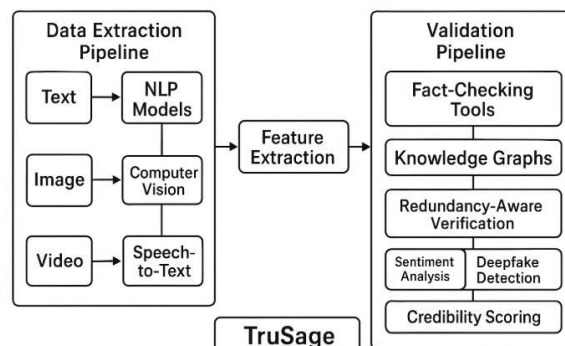 Data Extraction
Pipeline
Text
NLP
Models
Image
Computer
Vision
Video
Speech-
to-Text
Feature
Extraction
Validation
Pipeline
Fact-Checking
Tools
Knowledge Graphs
Redundancy-Aware
Verification
Sentiment
Analysis
Deepfake
Detection
Credibility Scoring
TruSage